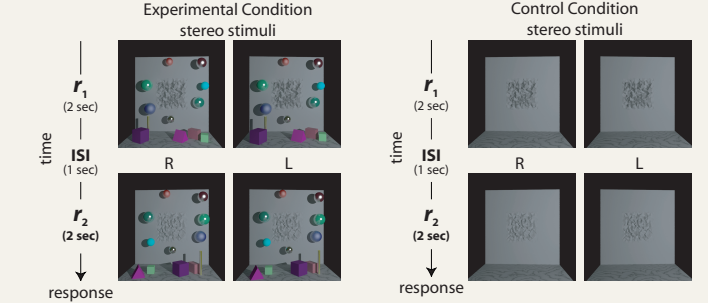 Experimental Condition
stereo stimuli
time
r1
(2 sec)
ISI
(1 sec)
R
L
r2
(2 sec)
response
Control Condition
stereo stimuli
time
r1
(2 sec)
ISI
(1 sec)
R
L
r2
(2 sec)
response